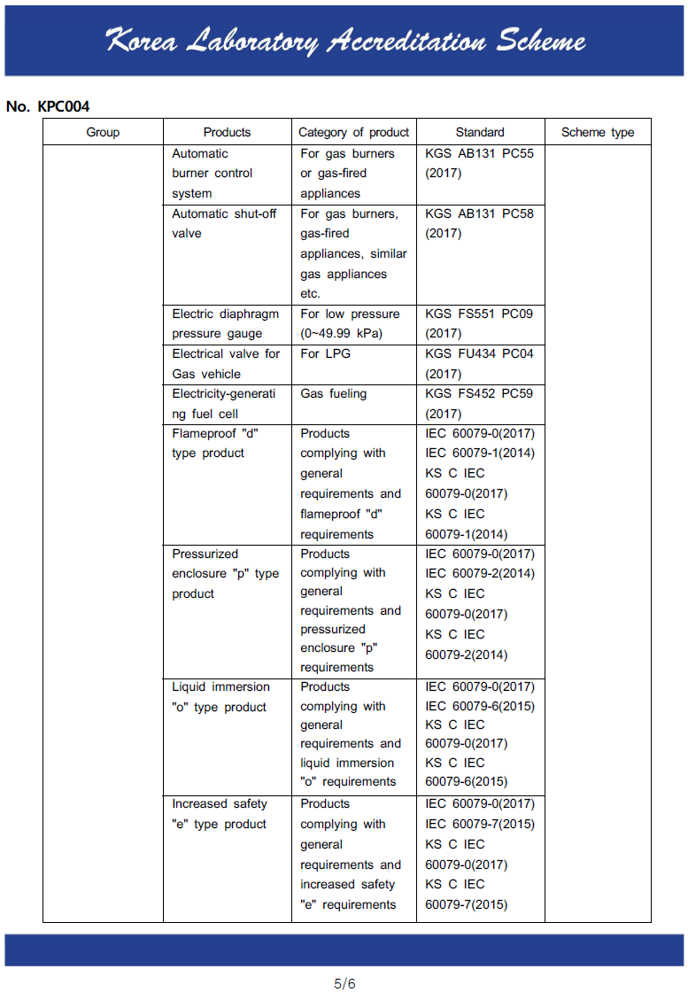 Korea Laboratory Accreditation Scheme
No. KPC004
Group Products Category of product Standard Scheme type
Automatic
burner control
system
For gas burners
or gas-fired
appliances
KGS AB131 PC55
(2017)
Automatic shut-off
valve
For gas burners,
gas-fired
appliances, similar
gas appliances
etc.
KGS AB131 PC58
(2017)
Electric diaphragm
pressure gauge
For low pressure
(0~49.99 kPa)
KGS FS551 PC09
(2017)
Electrical valve for
Gas vehicle
For LPG
KGS FU434 PC04
(2017)
Electricity-generati
ng fuel cell
Gas fueling
KGS FS452 PC59
(2017)
Flameproof "d"
type product
Products
complying with
general
requirements and
flameproof "d"
requirements
IEC 60079-0(2017)
IEC 60079-1(2014)
KS C IEC
60079-0(2017)
KS C IEC
60079-1(2014)
Pressurized
enclosure "p" type
product
Products
complying with
general
requirements and
pressurized
enclosure "p"
requirements
IEC 60079-0(2017)
IEC 60079-2(2014)
KS C IEC
60079-0(2017)
KS C IEC
60079-2(2014)
Liquid immersion
"o" type product
Products
complying with
general
requirements and
liquid immersion
"o" requirements
IEC 60079-0(2017)
IEC 60079-6(2015)
KS C IEC
60079-0(2017)
KS C IEC
60079-6(2015)
Increased safety
"e" type product
Products
complying with
general
requirements and
increased safety
"e" requirements
IEC 60079-0(2017)
IEC 60079-7(2015)
KS C IEC
60079-0(2017)
KS C IEC
60079-7(2015)
5/6